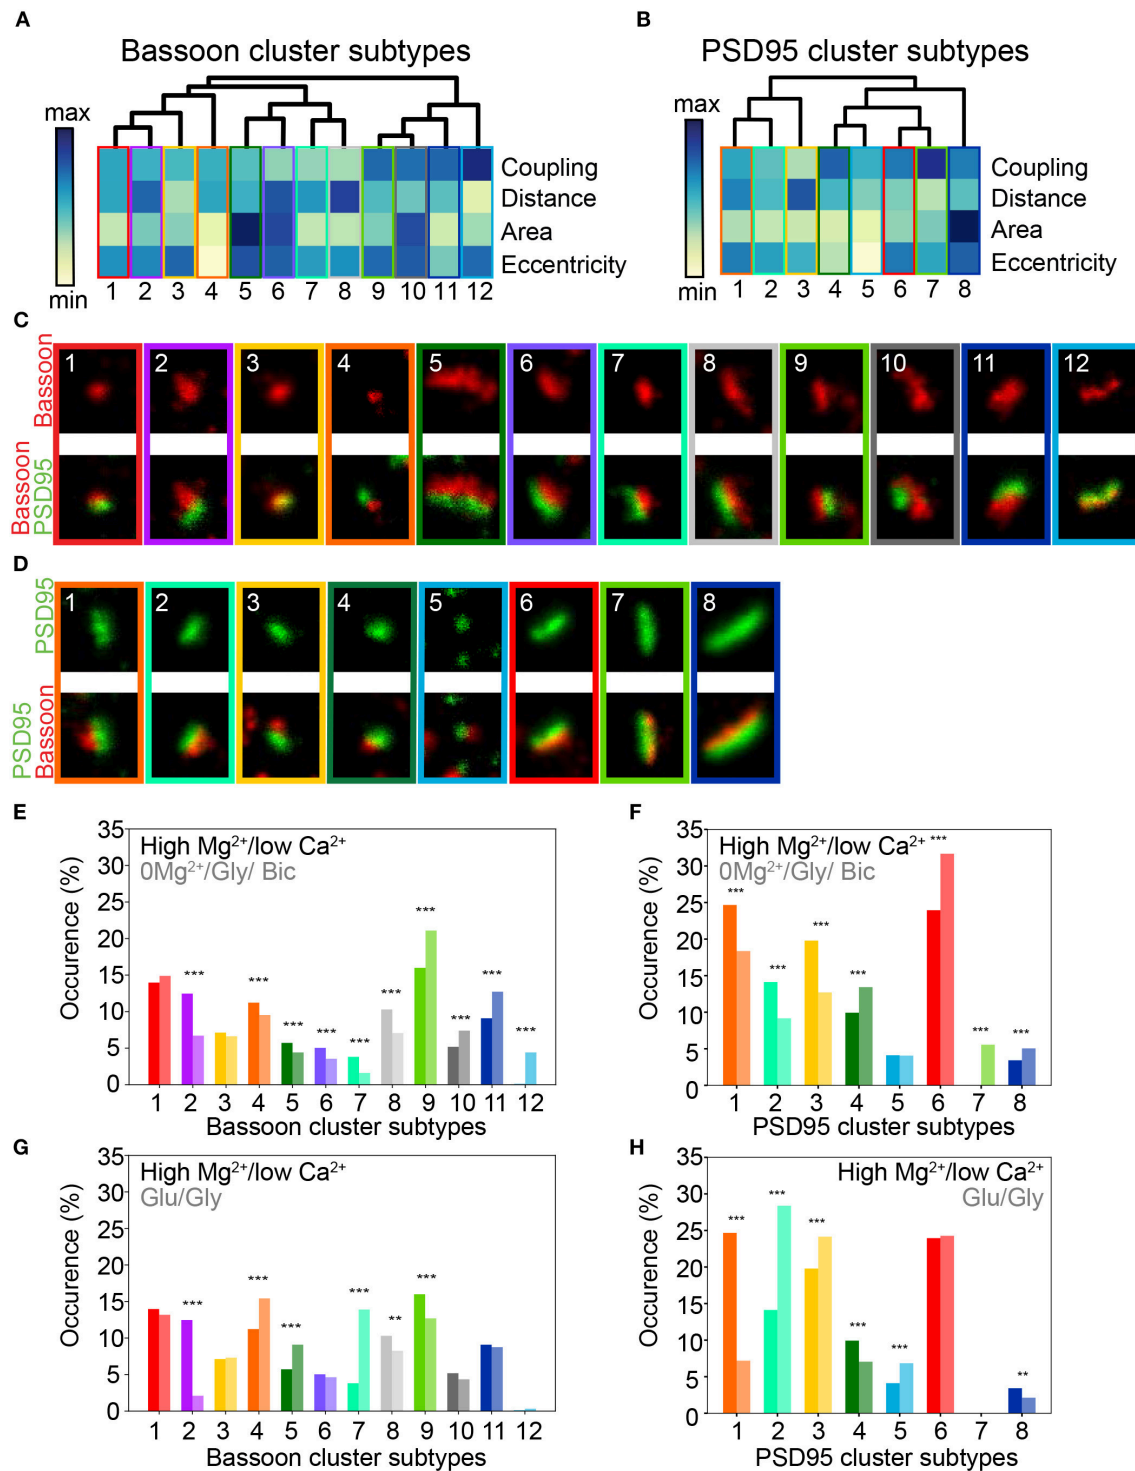 A
B
Bassoon cluster subtypes
PSD95 cluster subtypes
max
min
Coupling
Distance
Area
Eccentricity
1 2 3 4 5 6 7 8 9 10 11 12
max
min
Coupling
Distance
Area
Eccentricity
1 2 3 4 5 6 7 8
C
Bassoon
1 2 3 4 5 6 7 8 9 10 11 12
Bassoon
PSD95
D
PSD95
1 2 3 4 5 6 7 8
PSD95
Bassoon
E
High Mg²⁺/low Ca²⁺
0Mg²⁺/Gly/ Bic
Occurence (%)
35
30
25
20
15
10
5
0
*** *** *** *** *** *** *** *** *** ***
1 2 3 4 5 6 7 8 9 10 11 12
Bassoon cluster subtypes
F
High Mg²⁺/low Ca²⁺
0Mg²⁺/Gly/ Bic
Occurence (%)
35
30
25
20
15
10
5
0
*** *** *** *** *** *** ***
1 2 3 4 5 6 7 8
PSD95 cluster subtypes
G
High Mg²⁺/low Ca²⁺
Glu/Gly
Occurence (%)
35
30
25
20
15
10
5
0
*** *** *** *** ** ***
1 2 3 4 5 6 7 8 9 10 11 12
Bassoon cluster subtypes
H
High Mg²⁺/low Ca²⁺
Glu/Gly
Occurence (%)
35
30
25
20
15
10
5
0
*** *** *** *** *** **
1 2 3 4 5 6 7 8
PSD95 cluster subtypes